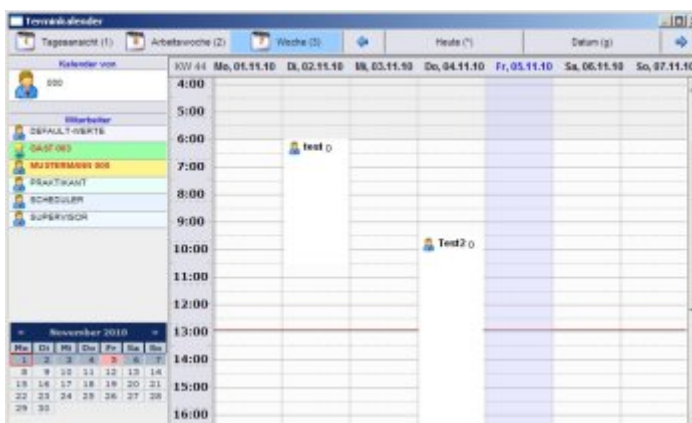 Terminkalender
Tagesansicht (1) Arbeitswoche (2) Woche (3) Heute (*) Datum (g)
Kalender von
000
Mitarbeiter
DEFAULT-WERTE
GAST 003
MUSTERMANN 000
PRAKTIKANT
SCHEDULER
SUPERVISOR
KW 44 Mo, 01.11.10 Di, 02.11.10 Mi, 03.11.10 Do, 04.11.10 Fr, 05.11.10 Sa, 06.11.10 So, 07.11.10
4:00
5:00
6:00
test ()
7:00
8:00
9:00
10:00
Test2 ()
11:00
12:00
13:00
14:00
15:00
16:00
November 2010
Mo Di Mi Do Fr Sa So
1 2 3 4 5 6 7
8 9 10 11 12 13 14
15 16 17 18 19 20 21
22 23 24 25 26 27 28
29 30